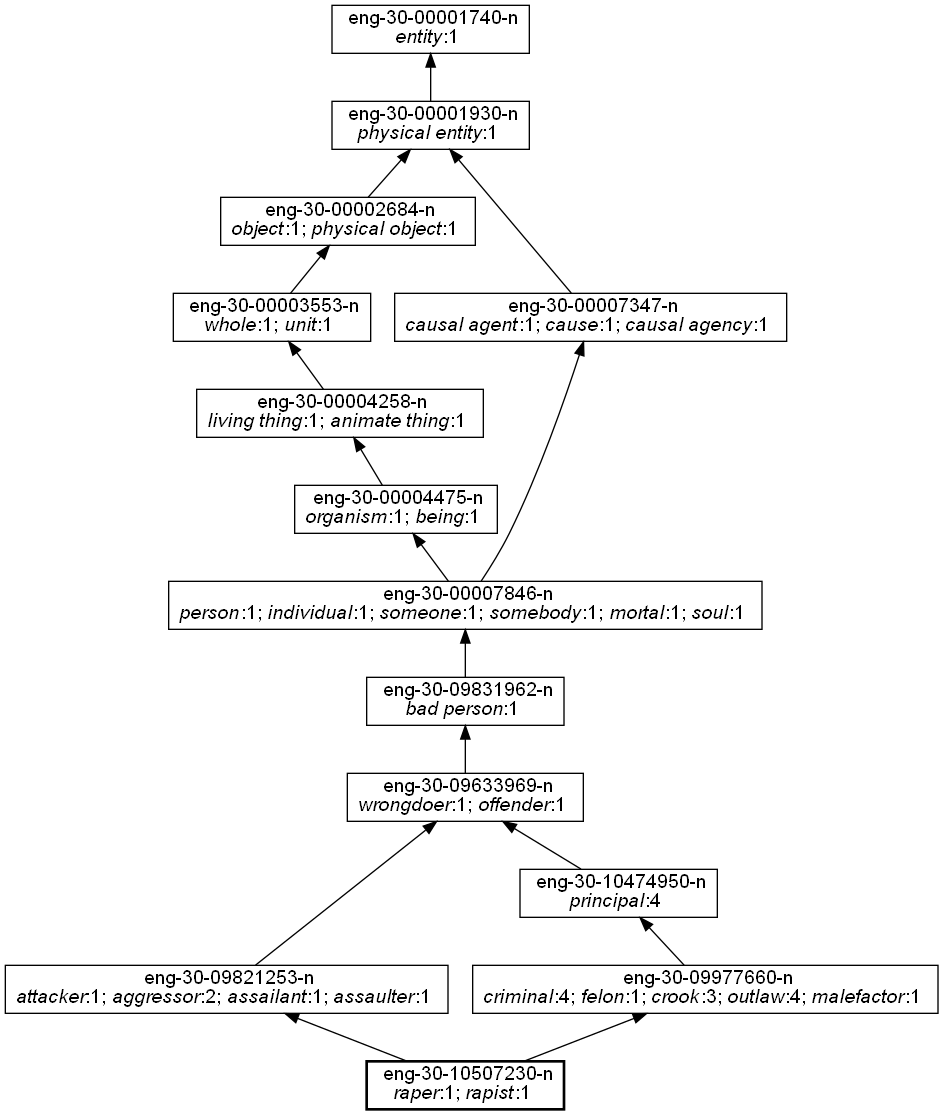 eng-30-00001740-n
entity:1
eng-30-00001930-n
physical entity:1
eng-30-00002684-n
object:1; physical object:1
eng-30-00003553-n
whole:1; unit:1
eng-30-00007347-n
causal agent:1; cause:1; causal agency:1
eng-30-00004258-n
living thing:1; animate thing:1
eng-30-00004475-n
organism:1; being:1
eng-30-00007846-n
person:1; individual:1; someone:1; somebody:1; mortal:1; soul:1
eng-30-09831962-n
bad person:1
eng-30-09633969-n
wrongdoer:1; offender:1
eng-30-10474950-n
principal:4
eng-30-09821253-n
attacker:1; aggressor:2; assailant:1; assaulter:1
eng-30-09977660-n
criminal:4; felon:1; crook:3; outlaw:4; malefactor:1
eng-30-10507230-n
raper:1; rapist:1